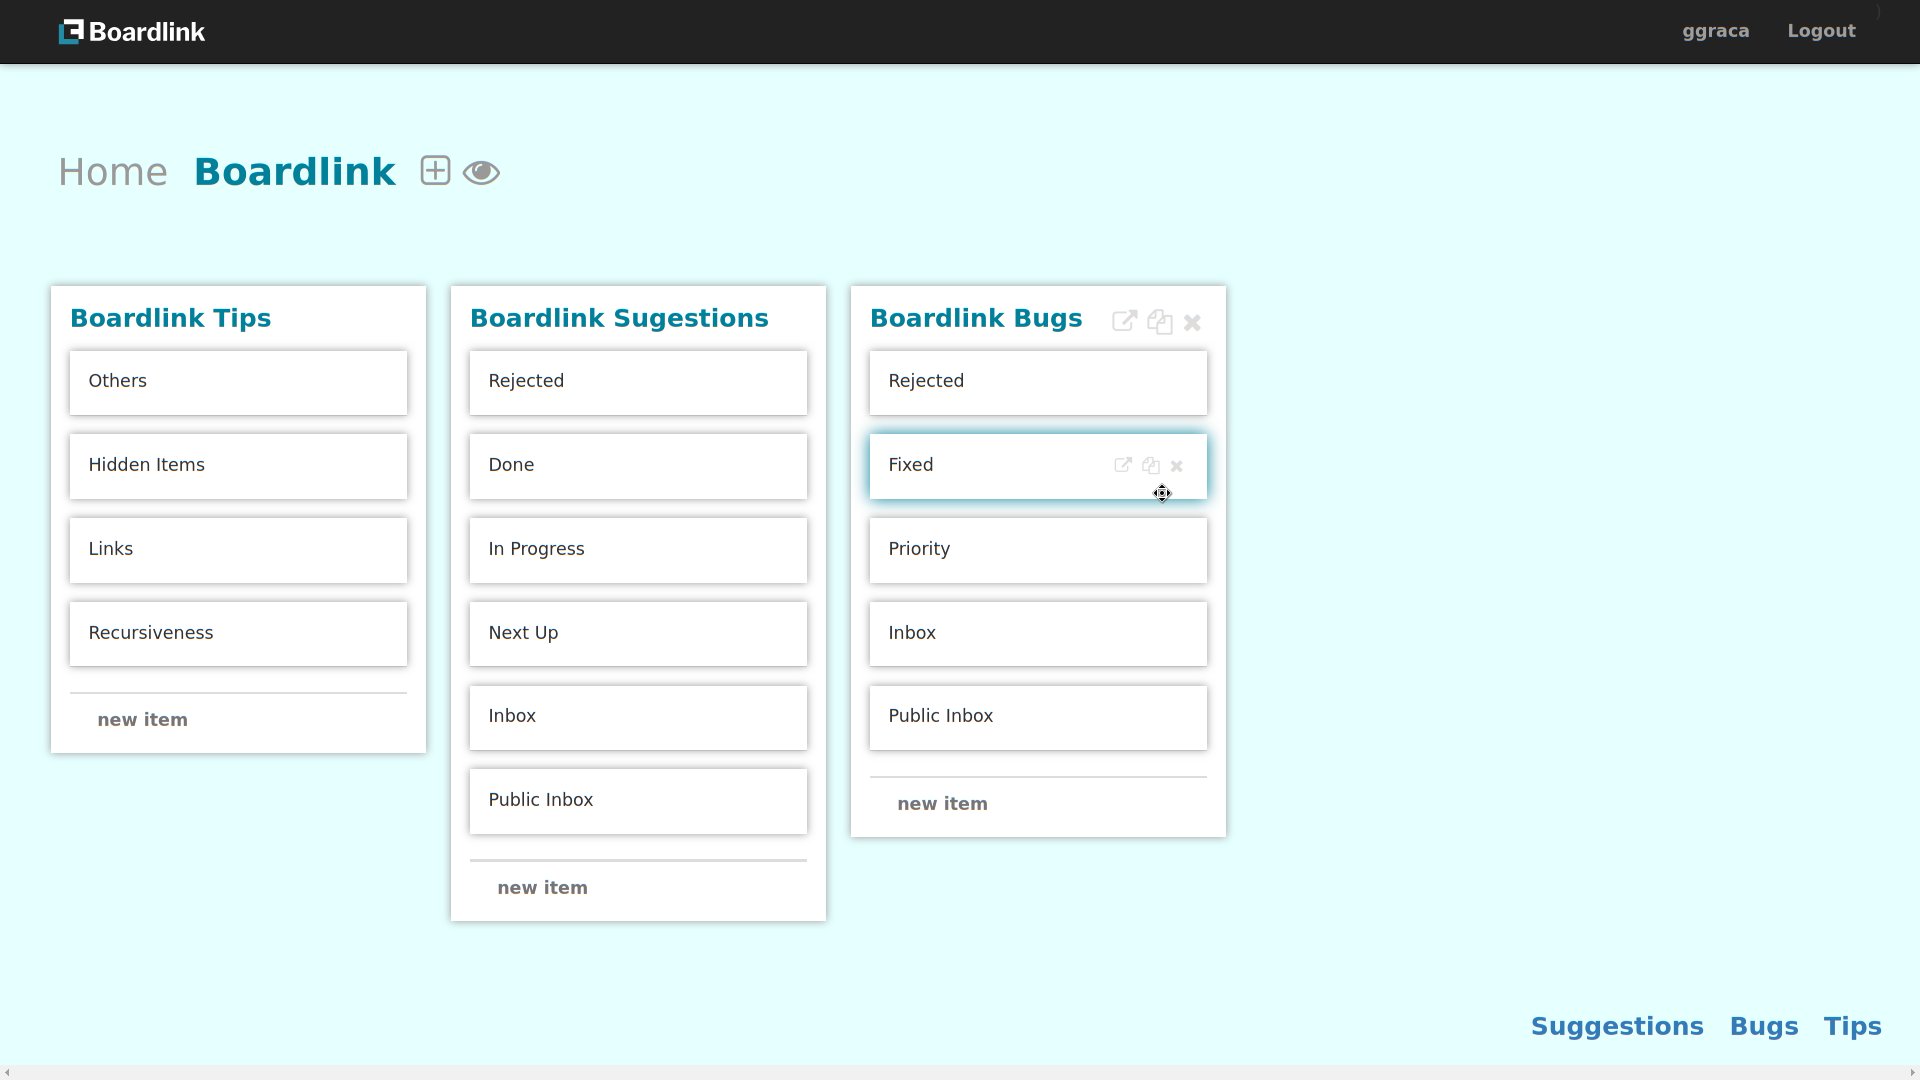 Boardlink
ggraca Logout
Home Boardlink
Boardlink Tips
Others
Hidden Items
Links
Recursiveness
new item
Boardlink Sugestions
Rejected
Done
In Progress
Next Up
Inbox
Public Inbox
new item
Boardlink Bugs
Rejected
Fixed
Priority
Inbox
Public Inbox
new item
Suggestions Bugs Tips